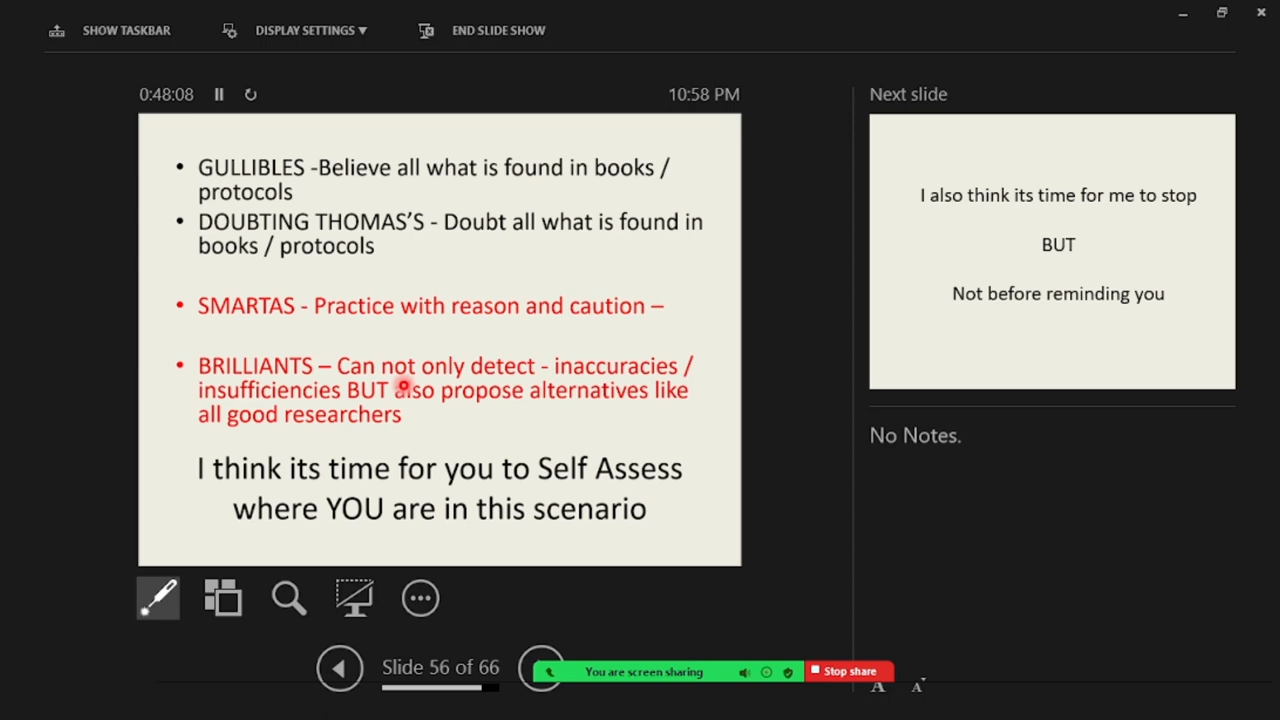 SHOW TASKBAR
DISPLAY SETTINGS ▾
END SLIDE SHOW
0:48:08
10:58 PM
• GULLIBLES -Believe all what is found in books /
protocols
• DOUBTING THOMAS’S - Doubt all what is found in
books / protocols
• SMARTAS - Practice with reason and caution –
• BRILLIANTS – Can not only detect - inaccuracies /
insufficiencies BUT also propose alternatives like
all good researchers
I think its time for you to Self Assess
where YOU are in this scenario
Slide 56 of 66
You are screen sharing
Stop share
Next slide
I also think its time for me to stop
BUT
Not before reminding you
No Notes.
A A